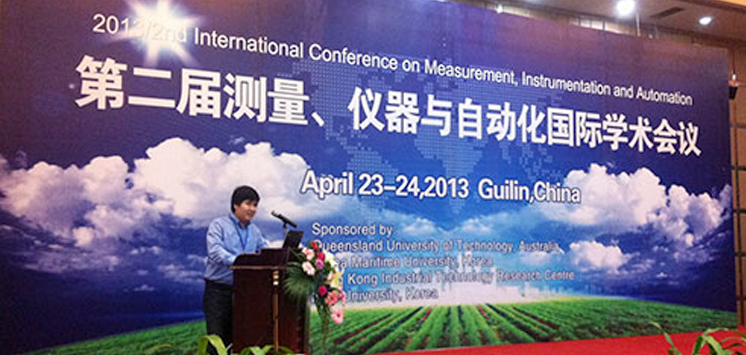 2013/2nd International Conference on Measurement, Instrumentation and Automation
第二届测量、仪器与自动化国际学术会议
April 23-24,2013 Guilin,China
Sponsored by
Queensland University of Technology, Australia
Maritime University, Korea
Kong Industrial Technology Research Centre
University, Korea